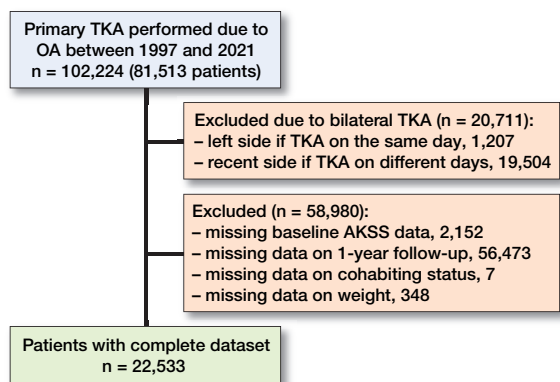 Primary TKA performed due to
OA between 1997 and 2021
n = 102,224 (81,513 patients)
Excluded due to bilateral TKA (n = 20,711):
– left side if TKA on the same day, 1,207
– recent side if TKA on different days, 19,504
Excluded (n = 58,980):
– missing baseline AKSS data, 2,152
– missing data on 1-year follow-up, 56,473
– missing data on cohabiting status, 7
– missing data on weight, 348
Patients with complete dataset
n = 22,533